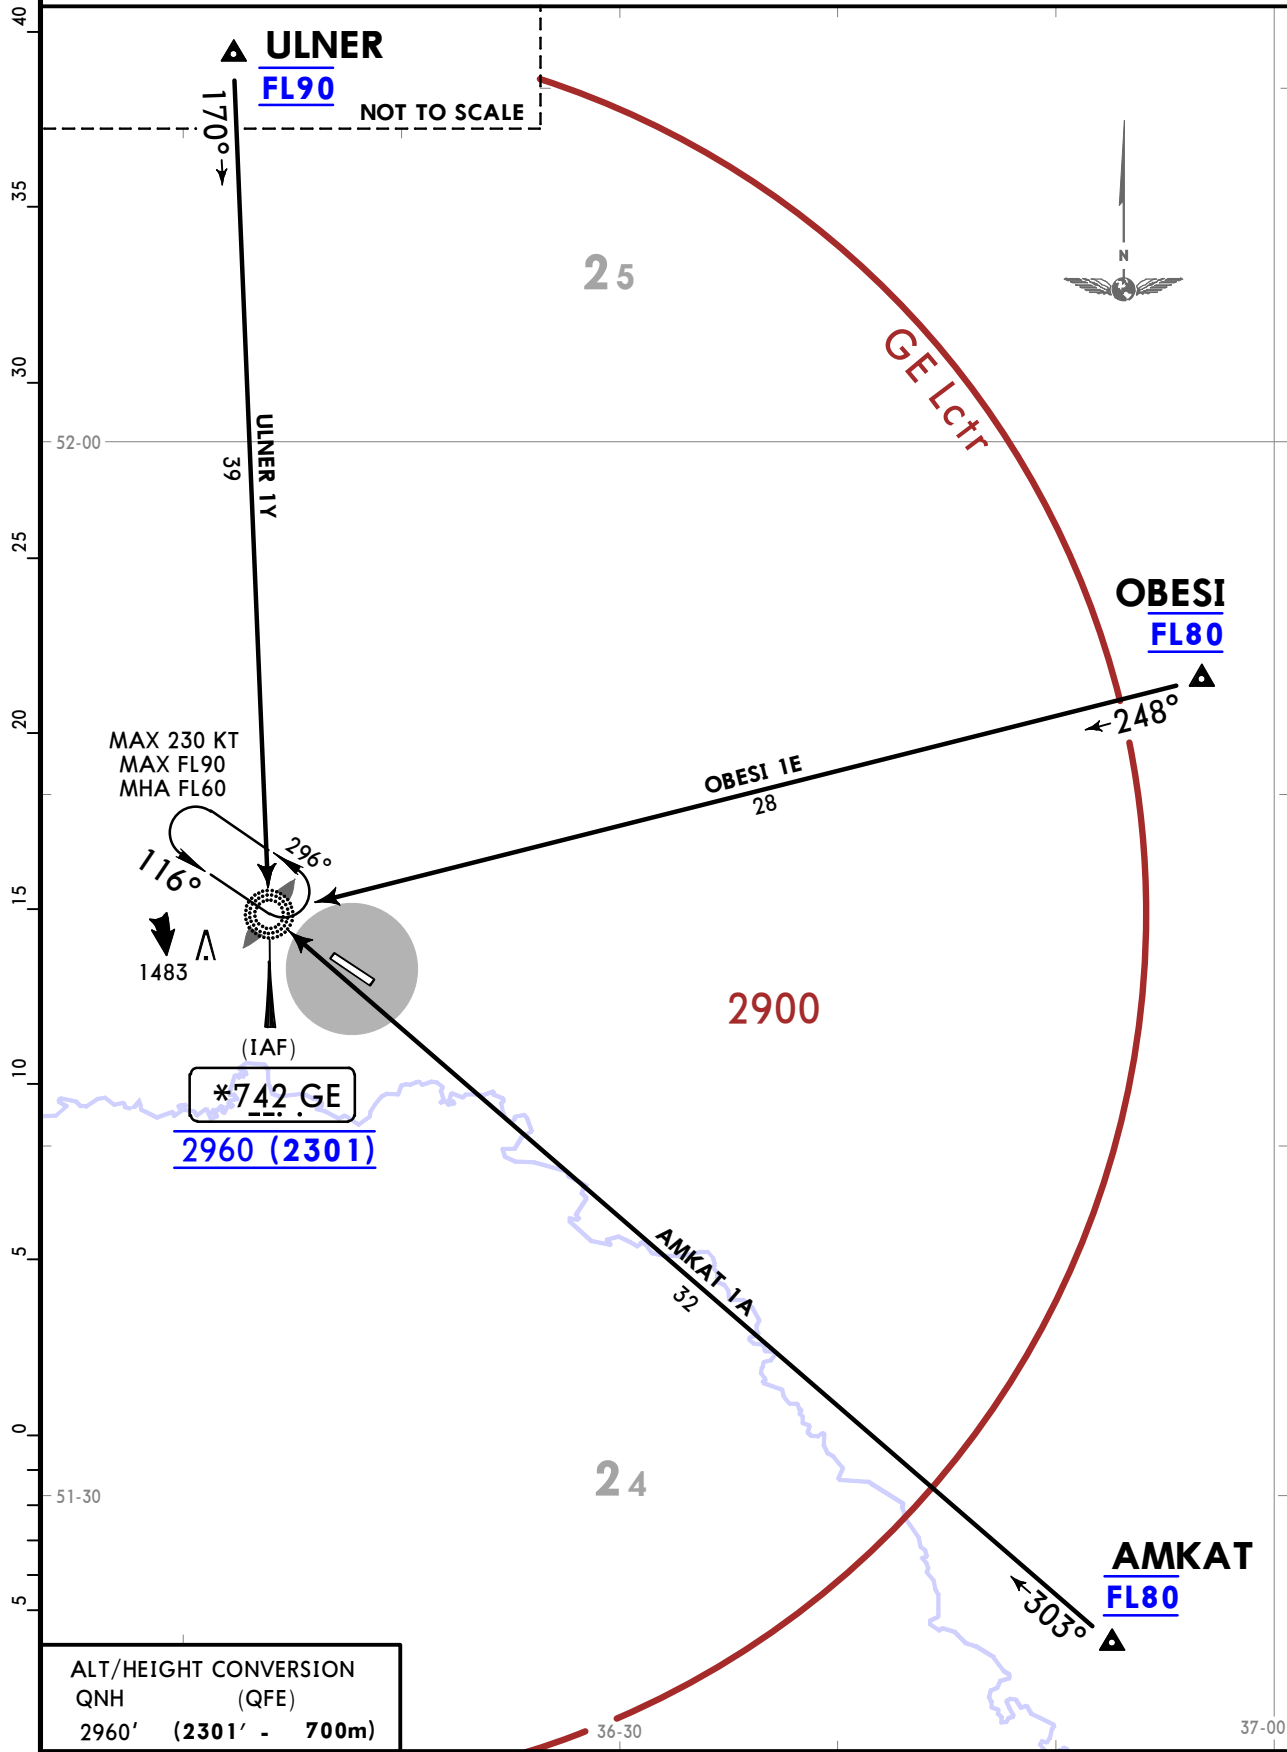 40
ULNER
FL90
NOT TO SCALE
170°
35
25
N
GE Lctr
30
52-00
ULNER 1Y
39
25
OBESI
FL80
248°
20
MAX 230 KT
MAX FL90
MHA FL60
OBESI 1E
28
296°
116°
15
1483
2900
(IAF)
10
*742 GE
2960 (2301)
5
AMKAT 1A
32
0
24
51-30
AMKAT
FL80
303°
5
ALT/HEIGHT CONVERSION
QNH (QFE)
2960' (2301' - 700m)
36-30
37-00